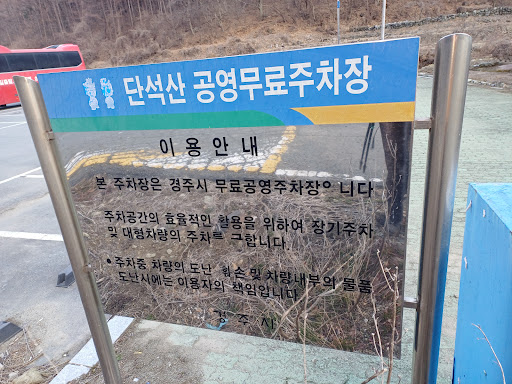 단석산 공영무료주차장
이용안내
본 주차장은 경주시 무료공영주차장 니다
주차공간의 효율적인 활용을 위하여 장기주차
및 대형차량의 주차 구합니다.
• 주차중 차량의 도난 훼손 및 차량내부의 물품
도난시에는 이용자의 책임입니다
경주시